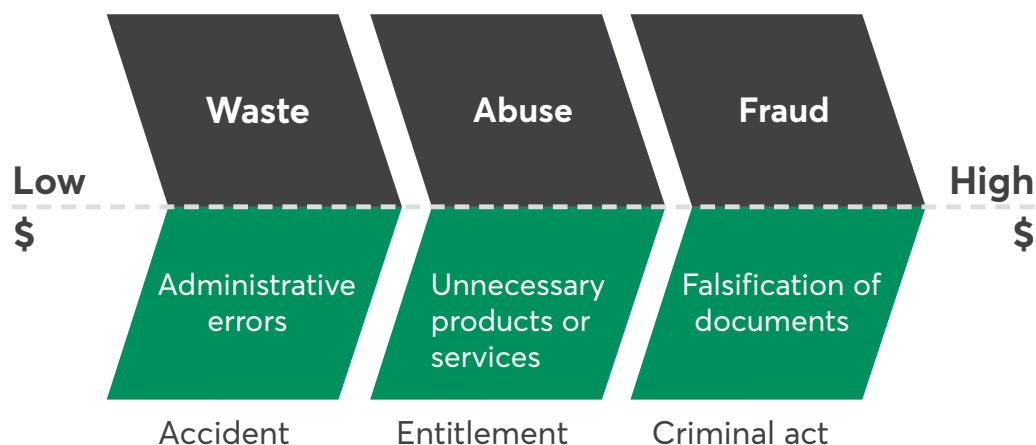 Waste
Abuse
Fraud
Low
$
High
$
Administrative
errors
Unnecessary
products or
services
Falsification of
documents
Accident
Entitlement
Criminal act